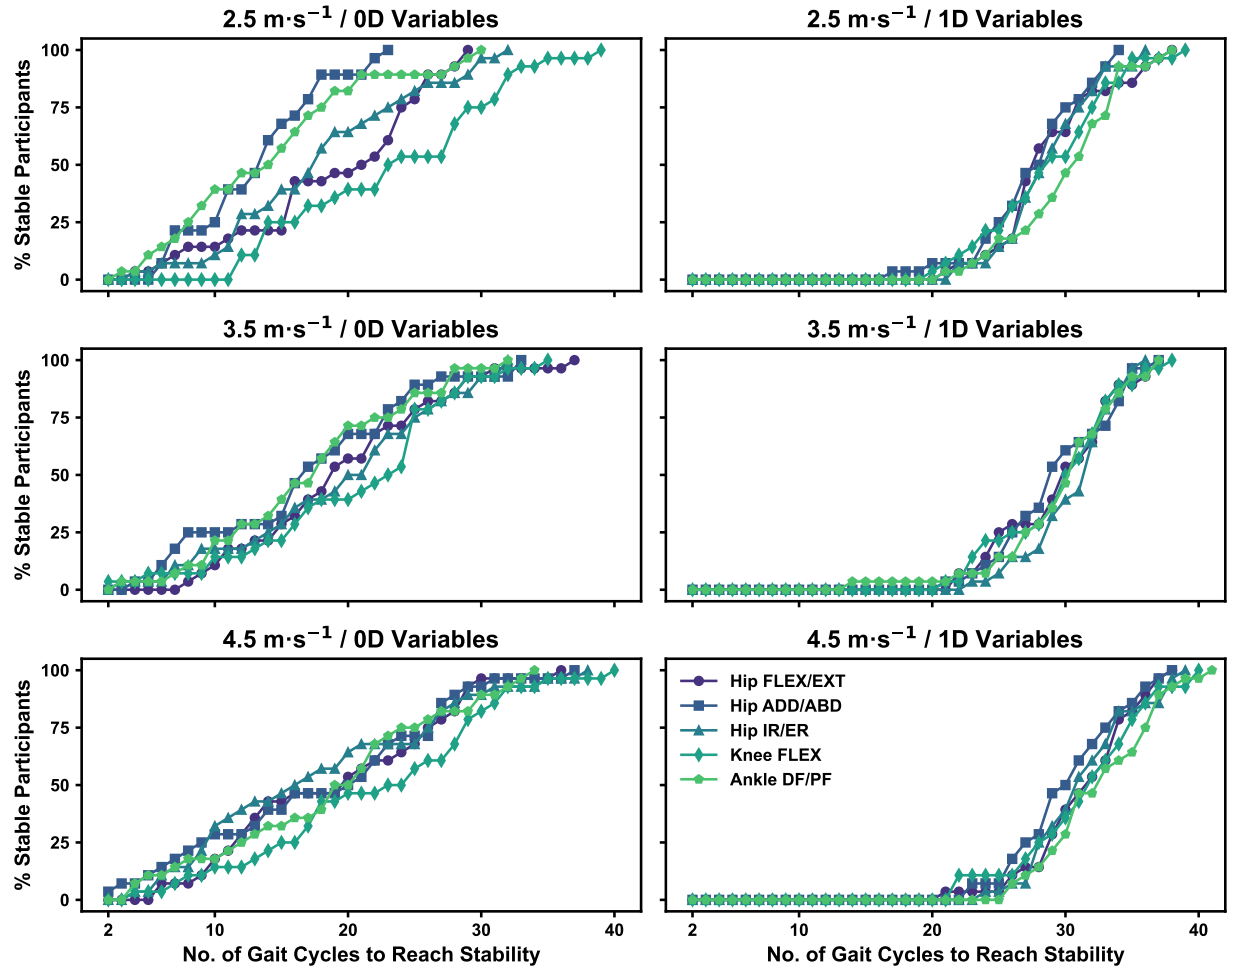 2.5 m·s⁻¹ / 0D Variables
2.5 m·s⁻¹ / 1D Variables
% Stable Participants
100
75
50
25
0
3.5 m·s⁻¹ / 0D Variables
3.5 m·s⁻¹ / 1D Variables
% Stable Participants
100
75
50
25
0
4.5 m·s⁻¹ / 0D Variables
4.5 m·s⁻¹ / 1D Variables
% Stable Participants
100
75
50
25
0
Hip FLEX/EXT
Hip ADD/ABD
Hip IR/ER
Knee FLEX
Ankle DF/PF
2 10 20 30 40
2 10 20 30 40
No. of Gait Cycles to Reach Stability
No. of Gait Cycles to Reach Stability